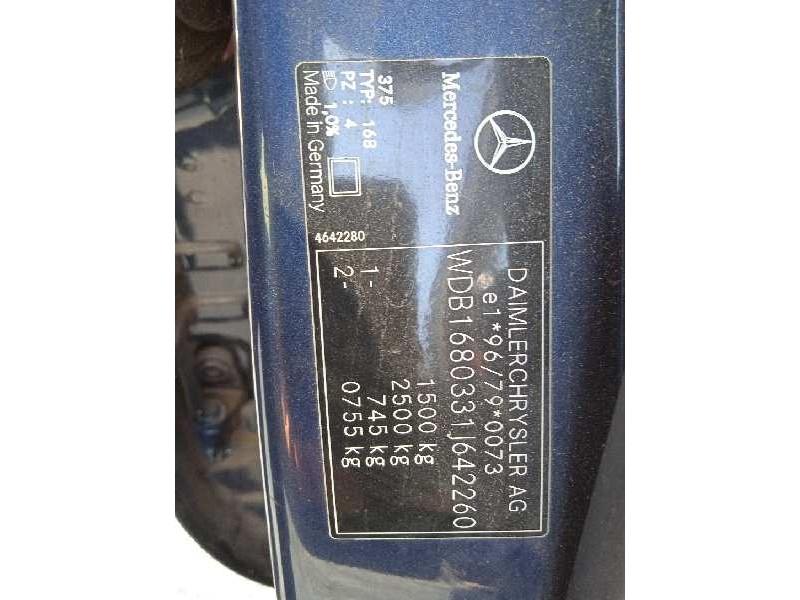 Mercedes-Benz
375
TYP: 168
PZ : 4
1,0%
Made in Germany
4642280
DAIMLERCHRYSLER AG
e1*96/79*0073
WDB1680331J642260
1500 kg
2500 kg
1- 745 kg
2- 0755 kg